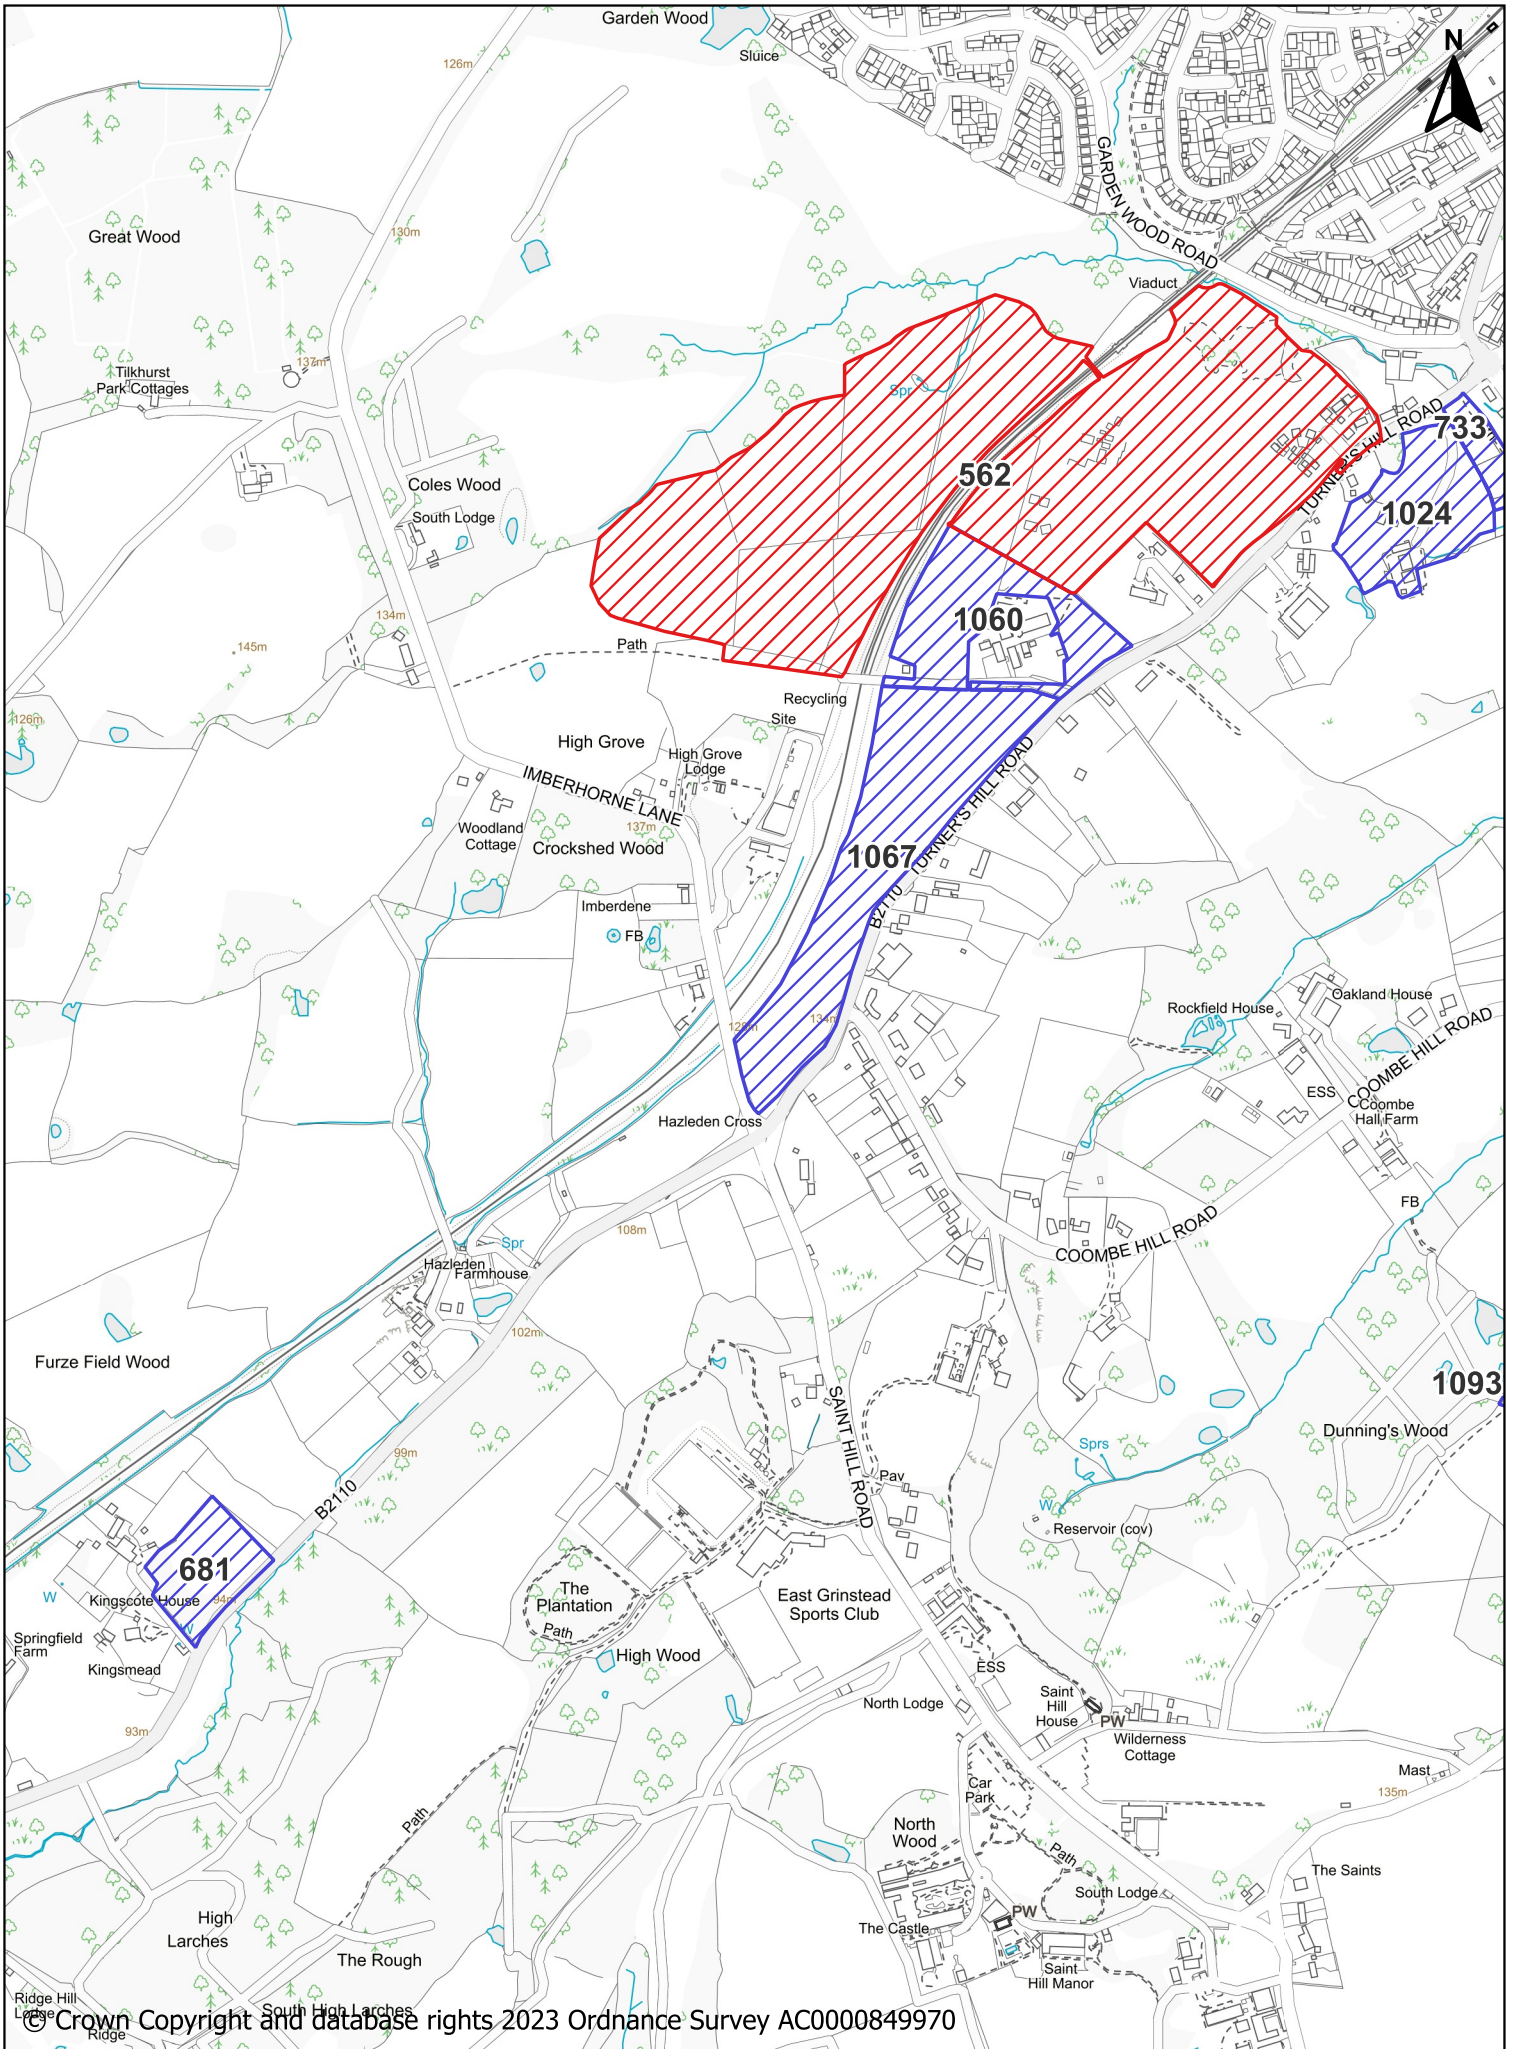 Garden Wood
N
Sluice
126m
GARDEN WOOD ROAD
Great Wood
130m
Viaduct
137m
Tilkhurst
Park Cottages
Spr
TURNER'S HILL ROAD
733
562
Coles Wood
South Lodge
1024
134m
1060
145m
Path
126m
Recycling
Site
High Grove
High Grove
Lodge
IMBERHORNE LANE
TURNER'S HILL ROAD
137m
Woodland
Cottage
Crockshed Wood
1067
B2110
Imberdene
FB
Oakland House
Rockfield House
COOMBE HILL ROAD
128m
134m
ESS
Coombe
Hall Farm
Hazleden Cross
FB
COOMBE HILL ROAD
108m
Spr
Hazleden
Farmhouse
102m
Furze Field Wood
1093
SAINT HILL ROAD
Dunning's Wood
99m
Sprs
Pav
B2110
W
Reservoir (cov)
681
W
Kingscote House
94m
The
Plantation
East Grinstead
Sports Club
W
Path
Springfield
Farm
Kingsmead
High Wood
ESS
North Lodge
Saint
Hill
House
PW
93m
Wilderness
Cottage
Mast
Car
Park
135m
Path
North
Wood
Path
The Saints
South Lodge
High
Larches
PW
The Castle
The Rough
Saint
Hill Manor
Ridge Hill
Lodge
South High Larches
© Crown Copyright and database rights 2023 Ordnance Survey AC0000849970
Ridge